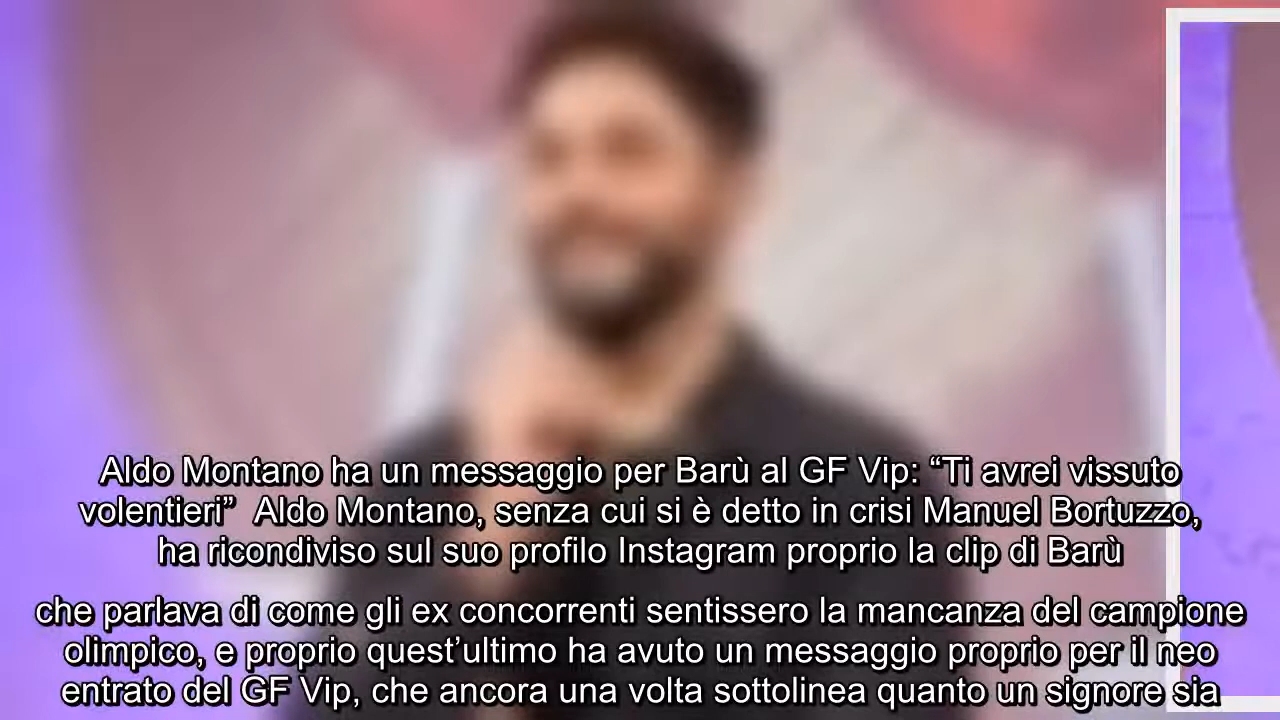 Aldo Montano ha un messaggio per Barù al GF Vip: “Ti avrei vissuto
volentieri”  Aldo Montano, senza cui si è detto in crisi Manuel Bortuzzo,
ha ricondiviso sul suo profilo Instagram proprio la clip di Barù
che parlava di come gli ex concorrenti sentissero la mancanza del campione
olimpico, e proprio quest’ultimo ha avuto un messaggio proprio per il neo
entrato del GF Vip, che ancora una volta sottolinea quanto un signore sia